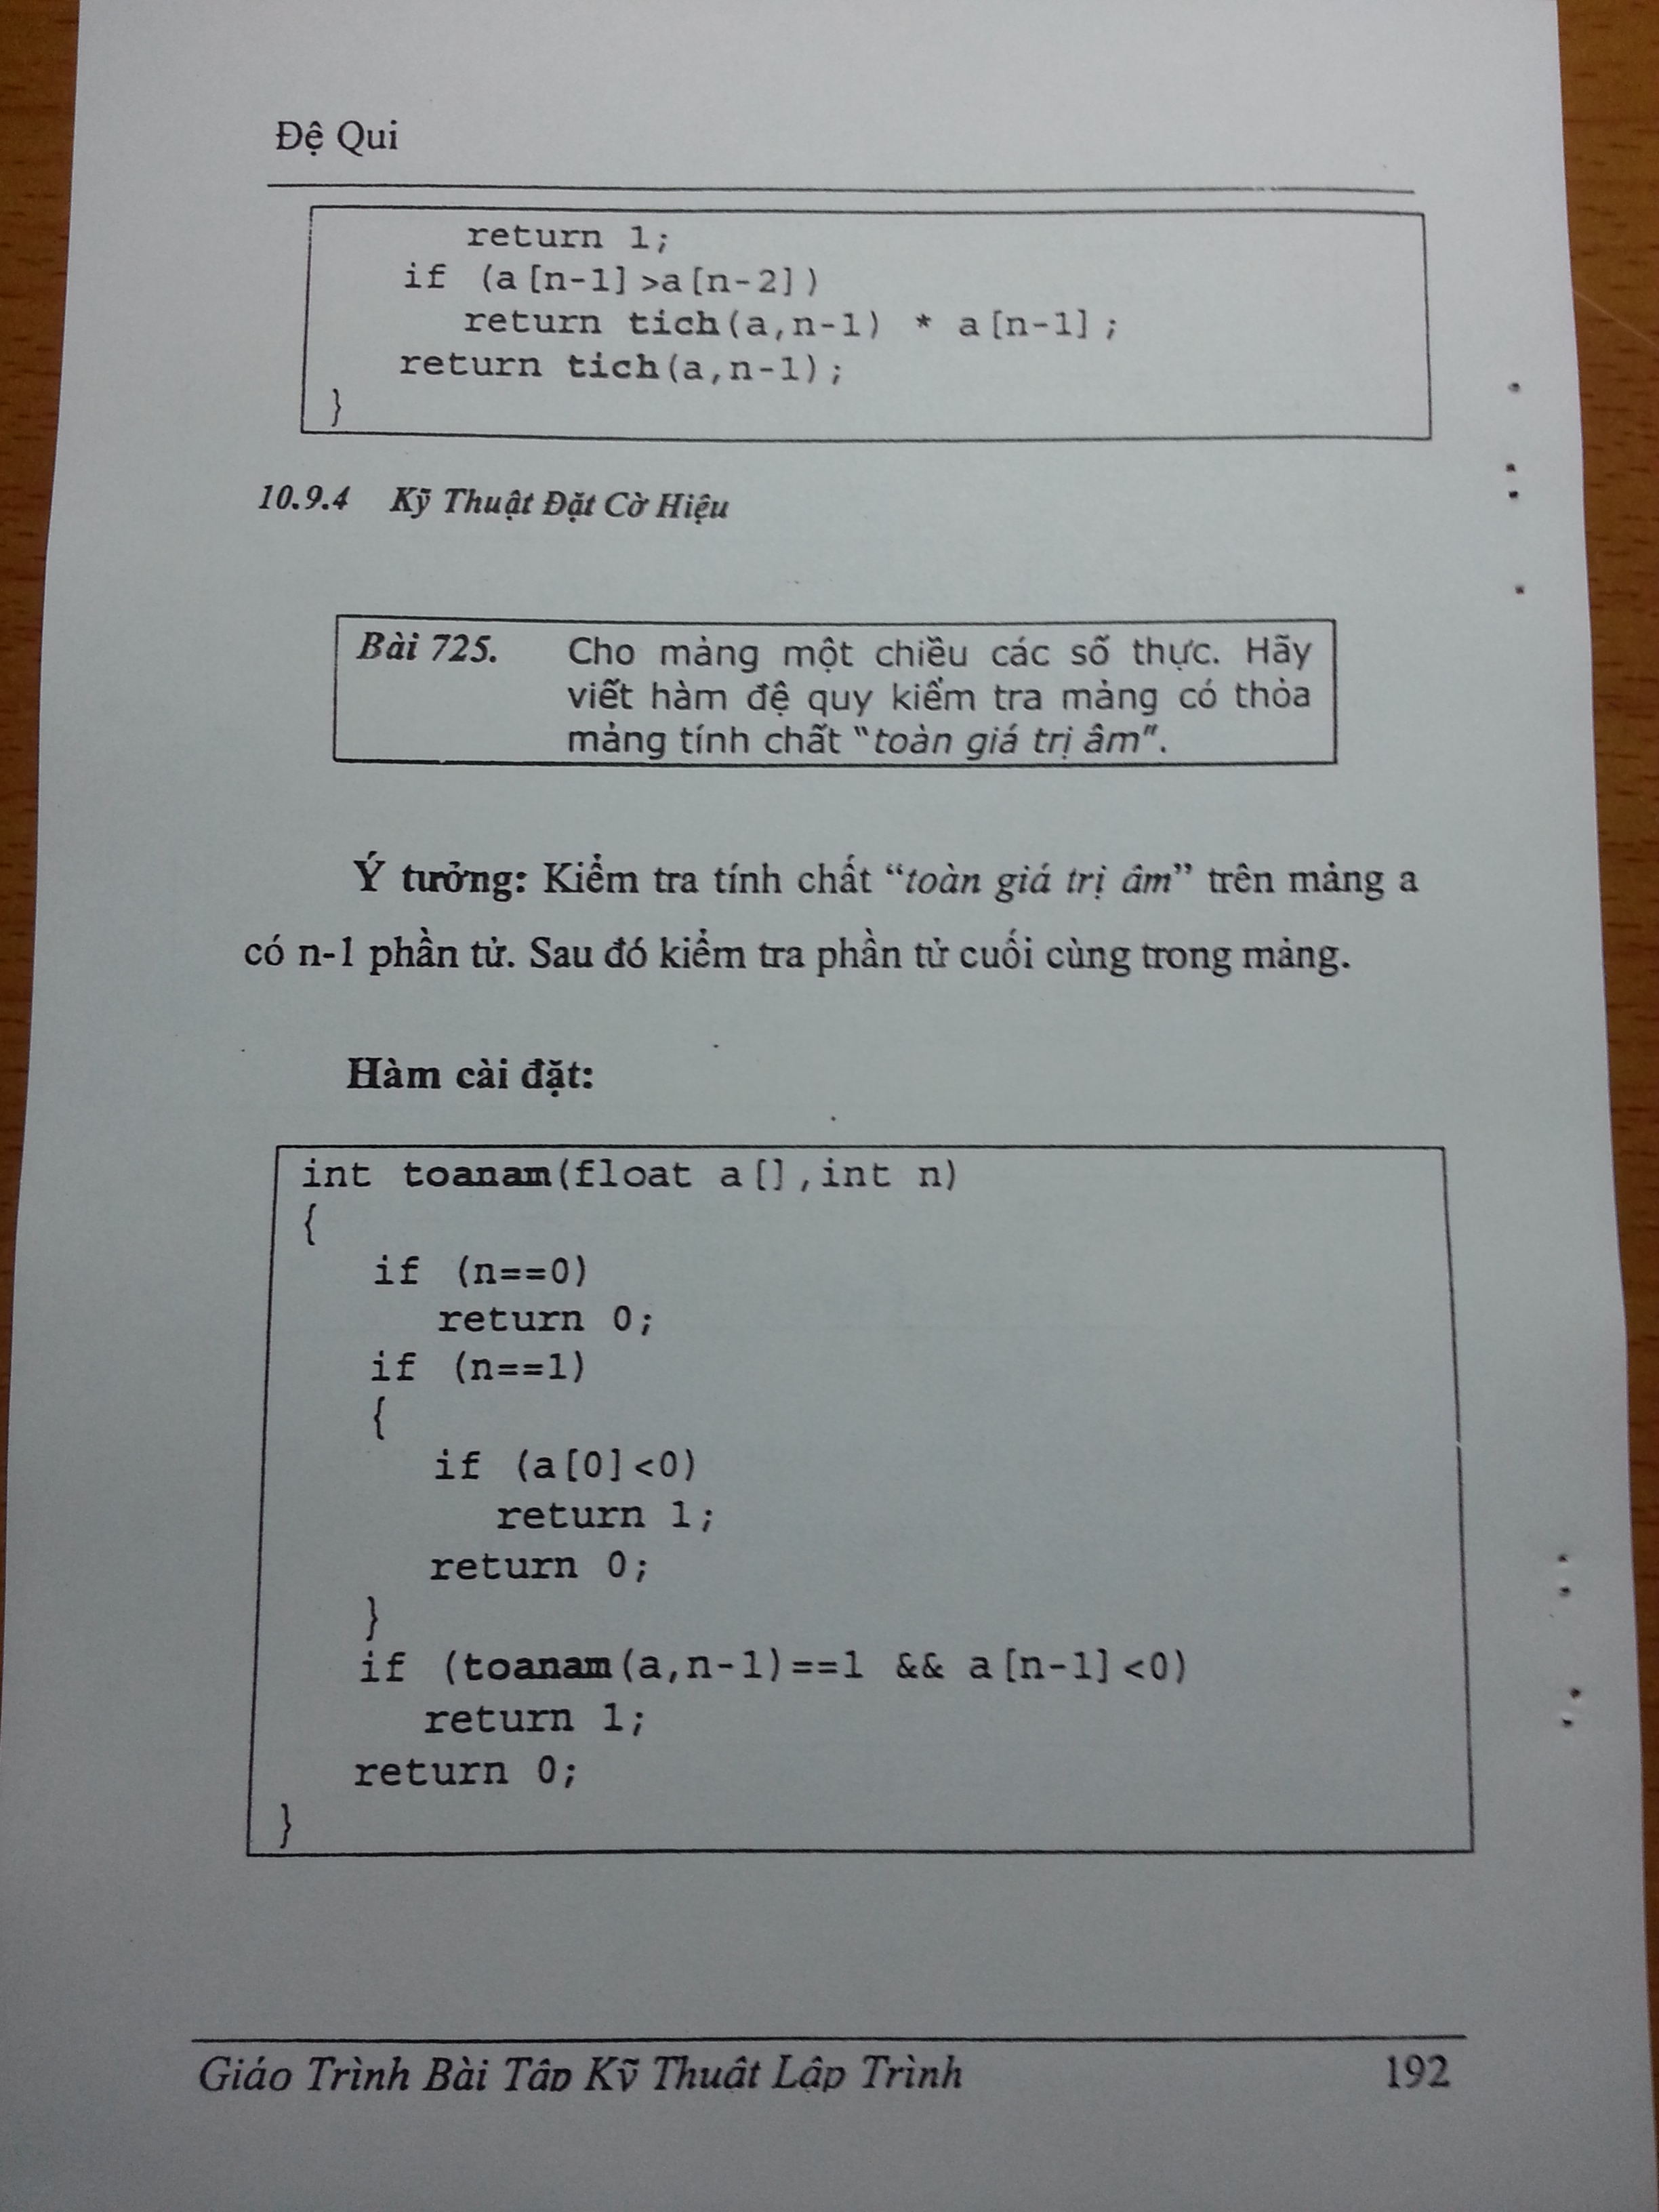 Đệ Qui
return 1;
if (a[n-1]>a[n-2])
return tich(a,n-1) * a[n-1];
return tich(a,n-1);
}
10.9.4 Kỹ Thuật Đặt Cờ Hiệu
Bài 725. Cho mảng một chiều các số thực. Hãy
viết hàm đệ quy kiểm tra mảng có thỏa
mảng tính chất “toàn giá trị âm”.
Ý tưởng: Kiểm tra tính chất “toàn giá trị âm” trên mảng a
có n-1 phần tử. Sau đó kiểm tra phần tử cuối cùng trong mảng.
Hàm cài đặt:
int toanam(float a[],int n)
{
if (n==0)
return 0;
if (n==1)
{
if (a[0]<0)
return 1;
return 0;
}
if (toanam(a,n-1)==1 && a[n-1]<0)
return 1;
return 0;
}
Giáo Trình Bài Tập Kỹ Thuật Lập Trình 192